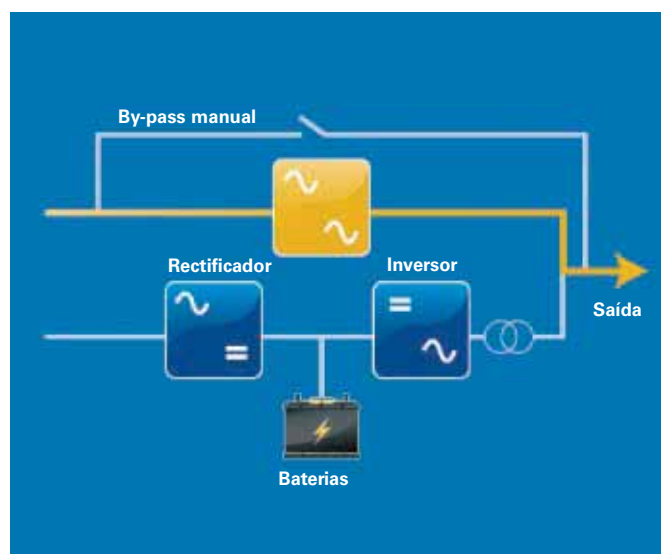 By-pass manual
Rectificador
Inversor
Saída
Baterias